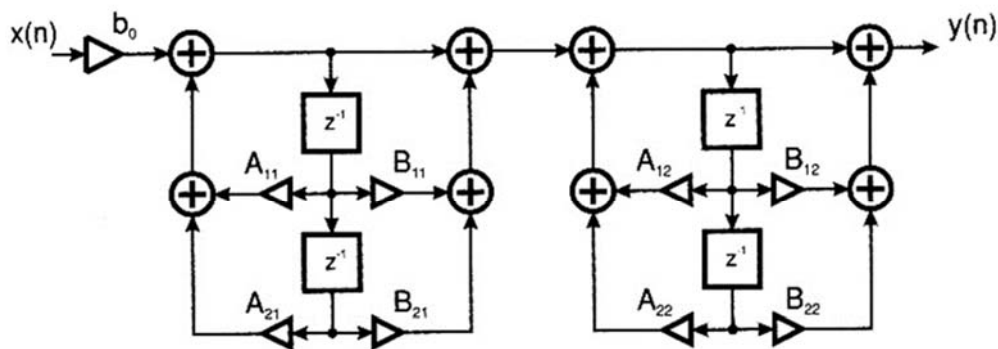 x(n) b₀ y(n)
z⁻¹ z⁻¹
A₁₁ B₁₁ A₁₂ B₁₂
z⁻¹ z⁻¹
A₂₁ B₂₁ A₂₂ B₂₂